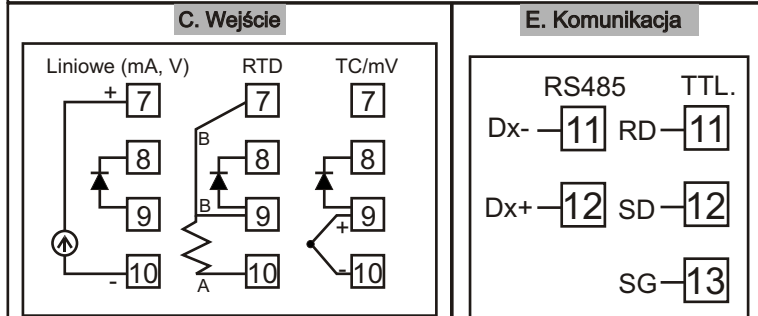 C. Wejście
Liniowe (mA, V) RTD TC/mV
+ 7 7 7
B
8 8 8
B
9 9 9
+
- 10 A 10 - 10
E. Komunikacja
RS485 TTL.
Dx- 11 RD 11
Dx+ 12 SD 12
SG 13